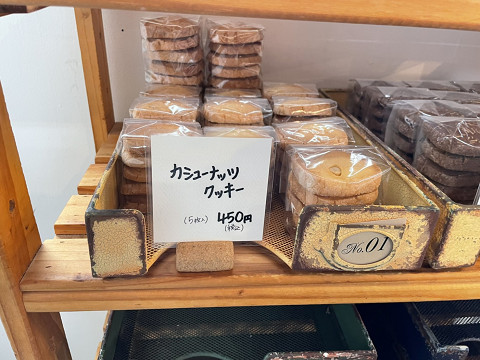 カシューナッツ
クッキー
(5枚入) 450円
(税込)
No.01